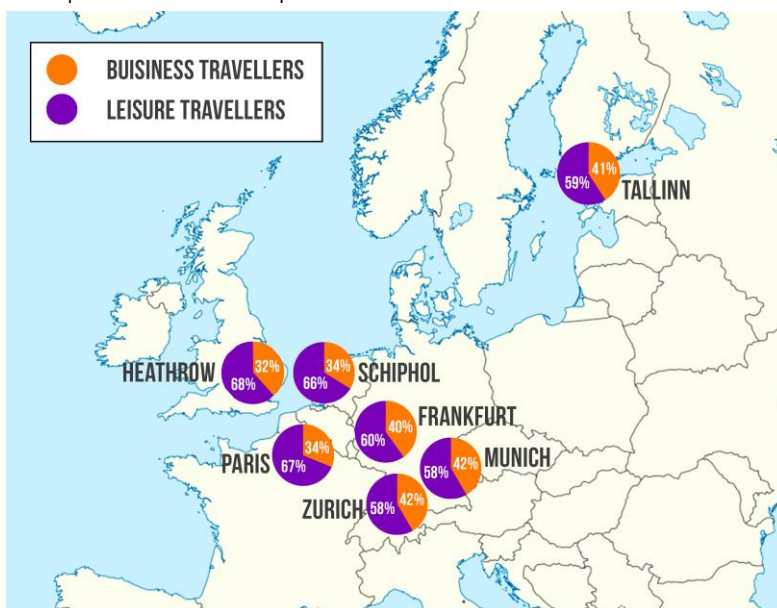 BUISINESS TRAVELLERS
LEISURE TRAVELLERS
41%
59%
TALLINN
HEATHROW
32%
68%
34%
66%
SCHIPHOL
FRANKFURT
40%
60%
PARIS
34%
67%
MUNICH
42%
58%
ZURICH
42%
58%